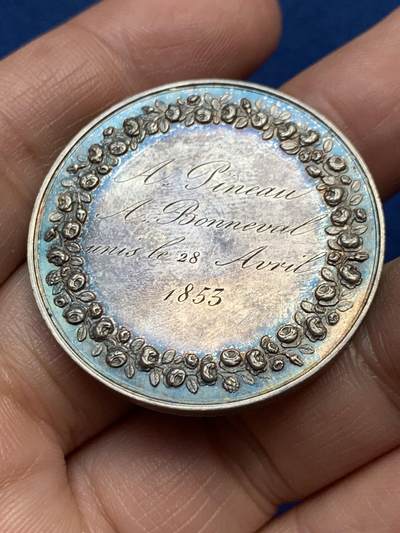 A. Pineau
A. Bonneval
unis le 28 Avril
1853